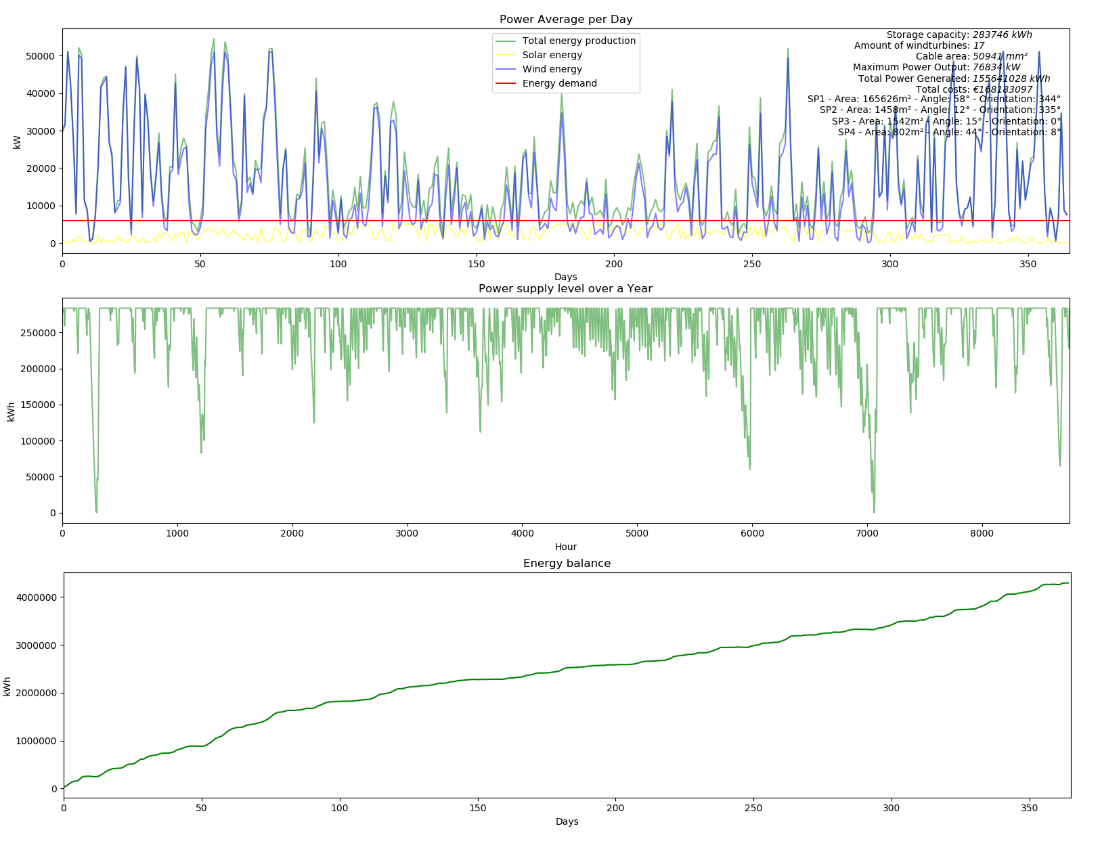 Power Average per Day
kW
50000
40000
30000
20000
10000
0
Total energy production
Solar energy
Wind energy
Energy demand
Storage capacity: 283746 kWh
Amount of windturbines: 17
Cable area: 50941 mm²
Maximum Power Output: 76834 kW
Total Power Generated: 155641028 kWh
Total costs: €168183097
SP1 - Area: 165626m² - Angle: 58° - Orientation: 344°
SP2 - Area: 1458m² - Angle: 12° - Orientation: 335°
SP3 - Area: 1542m² - Angle: 15° - Orientation: 0°
SP4 - Area: 802m² - Angle: 44° - Orientation: 8°
0 50 100 150 200 250 300 350
Days
Power supply level over a Year
kWh
250000
200000
150000
100000
50000
0
0 1000 2000 3000 4000 5000 6000 7000 8000
Hour
Energy balance
kWh
4000000
3000000
2000000
1000000
0
0 50 100 150 200 250 300 350
Days